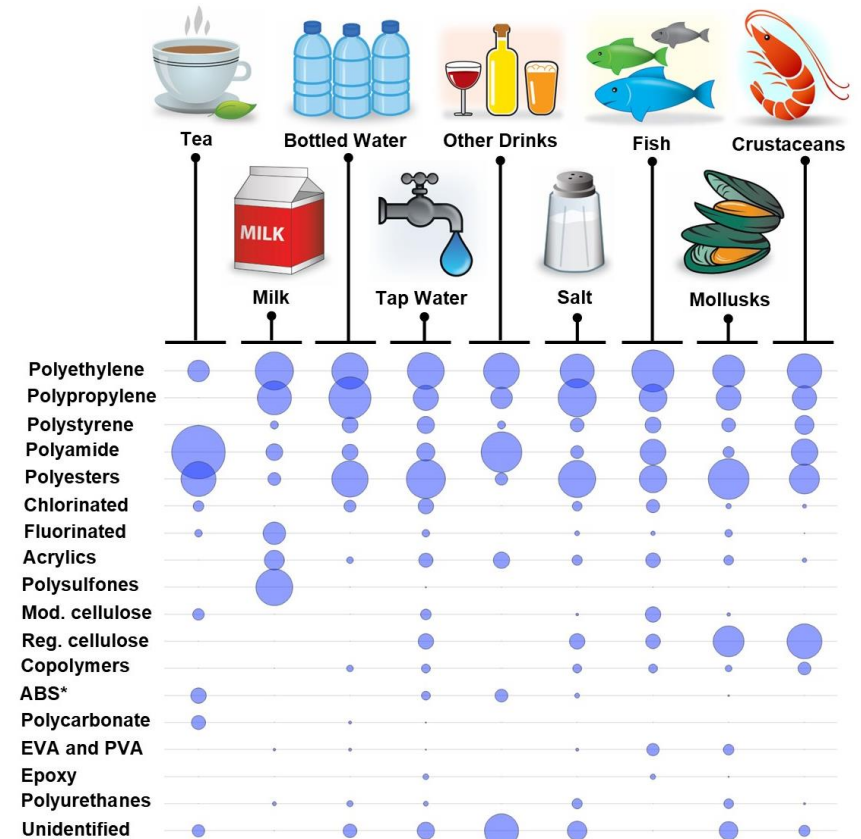 Tea
Bottled Water
Other Drinks
Fish
Crustaceans
MILK
Milk
Tap Water
Salt
Mollusks
Polyethylene
Polypropylene
Polystyrene
Polyamide
Polyesters
Chlorinated
Fluorinated
Acrylics
Polysulfones
Mod. cellulose
Reg. cellulose
Copolymers
ABS*
Polycarbonate
EVA and PVA
Epoxy
Polyurethanes
Unidentified